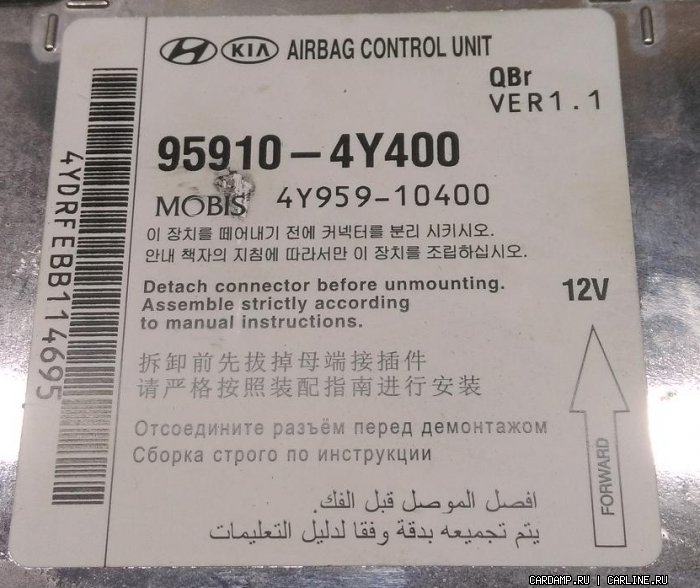 HYUNDAI KIA AIRBAG CONTROL UNIT
QBr
VER1.1
95910-4Y400
MOBIS 4Y959-10400
이 장치를 떼어내기 전에 커넥터를 분리 시키시오.
안내 책자의 지침에 따라서만 이 장치를 조립하십시오.
Detach connector before unmounting.
Assemble strictly according
to manual instructions.
12V
拆卸前先拔掉母端接插件
请严格按照装配指南进行安装
Отсоедините разъём перед демонтажом
Сборка строго по инструкции
افصل الموصل قبل الفك.
يتم تجميعه بدقة وفقا لدليل التعليمات
FORWARD
4YDRFEBB114695
CARDAMP.RU | CARLINE.RU